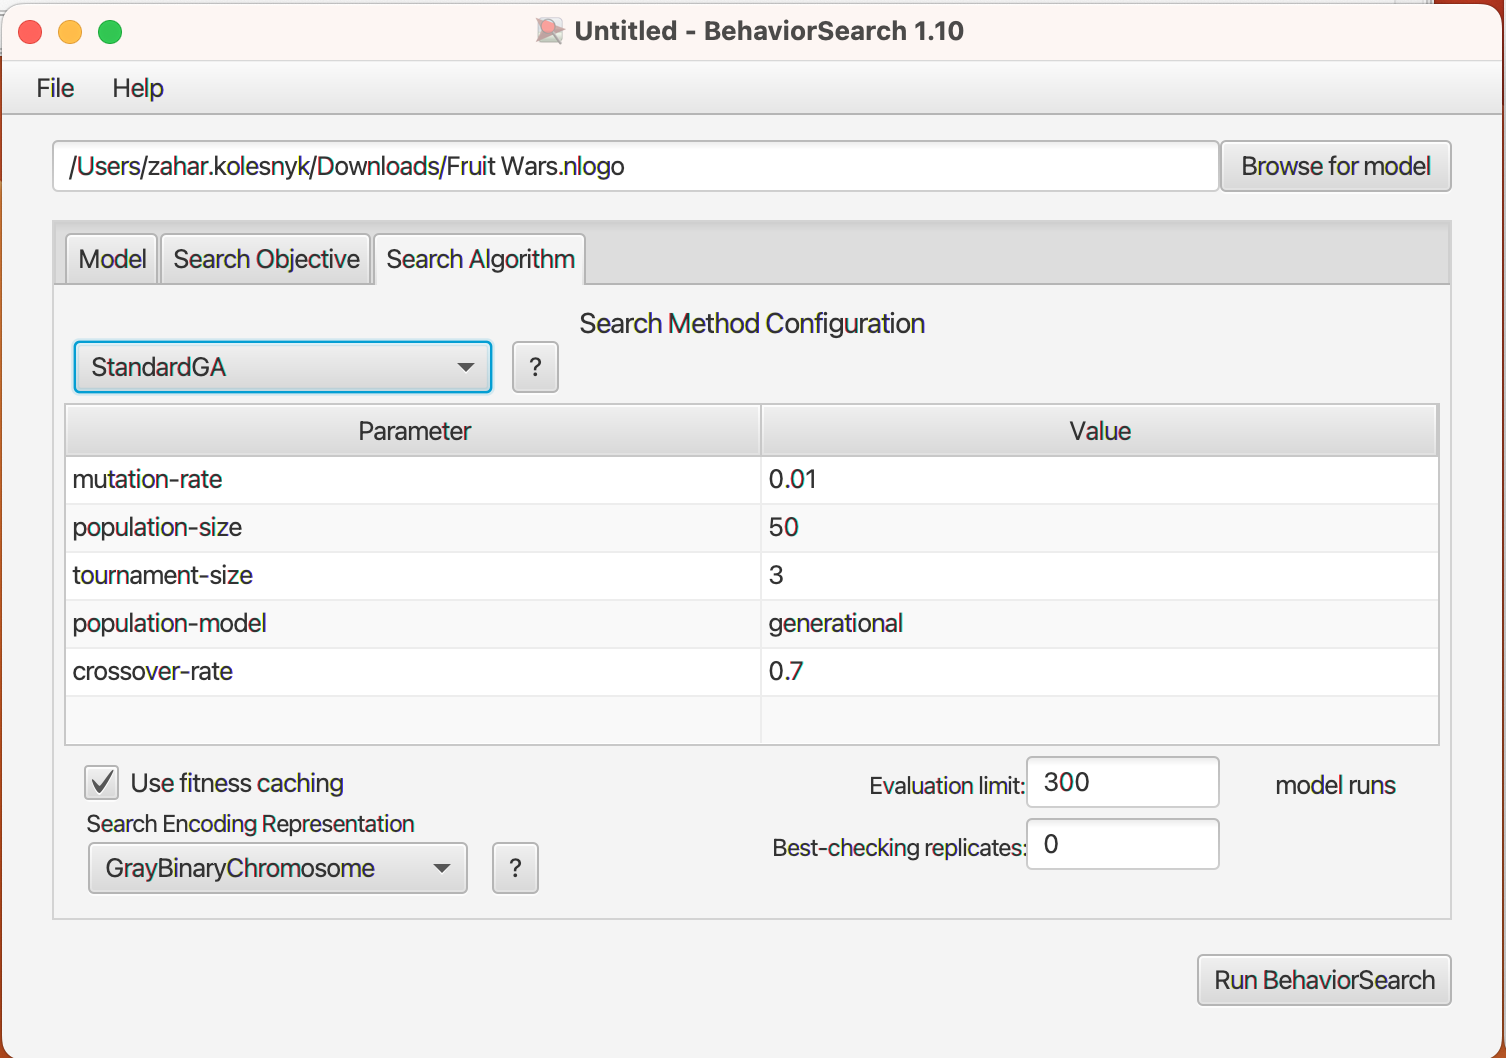 Untitled - BehaviorSearch 1.10
File Help
/Users/zahar.kolesnyk/Downloads/Fruit Wars.nlogo Browse for model
Model Search Objective Search Algorithm
Search Method Configuration
StandardGA ?
Parameter Value
mutation-rate 0.01
population-size 50
tournament-size 3
population-model generational
crossover-rate 0.7
Use fitness caching Evaluation limit: 300 model runs
Search Encoding Representation
Best-checking replicates: 0
GrayBinaryChromosome ?
Run BehaviorSearch